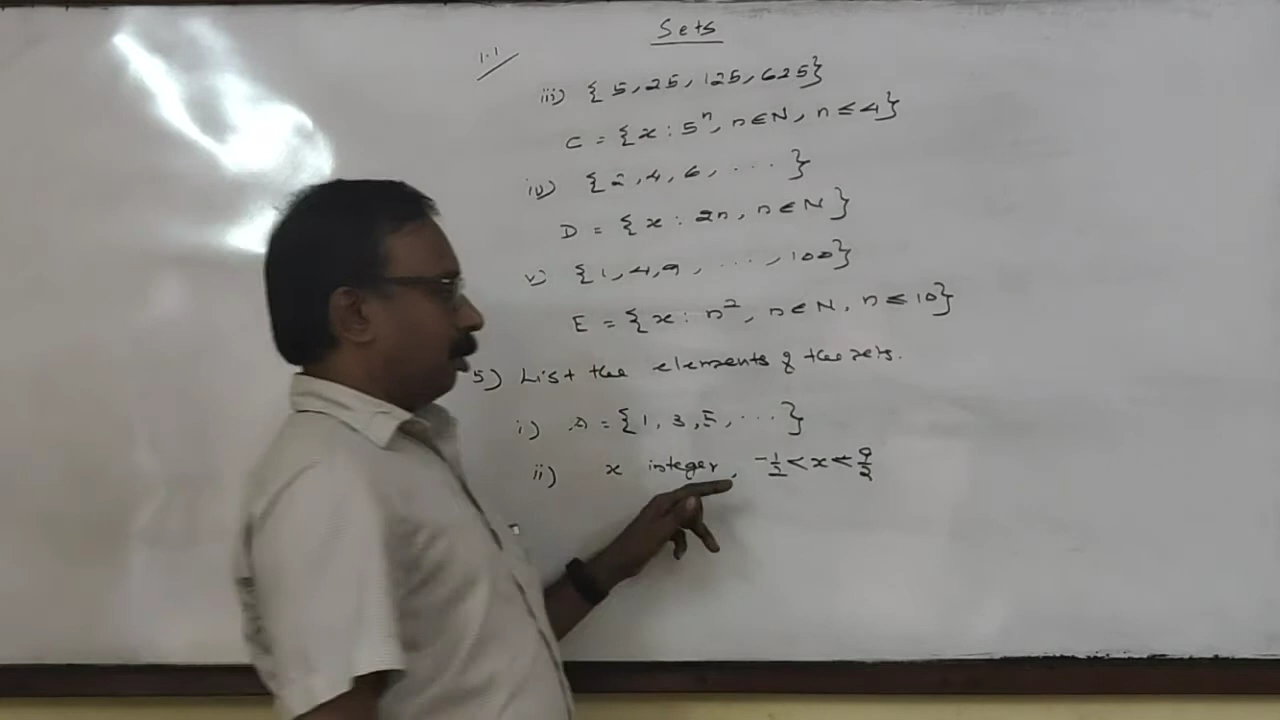 Sets
1.1
iii) {5, 25, 125, 625}
C = {x : 5ⁿ, n∈N, n ≤ 4}
iv) {2, 4, 6, ... }
D = {x : 2n, n∈N}
v) {1, 4, 9, ..., 100}
E = {x : n², n∈N, n ≤ 10}
5) List the elements of the sets.
i) A = {1, 3, 5, ... }
ii) x integer, -1/2 < x < 9/2